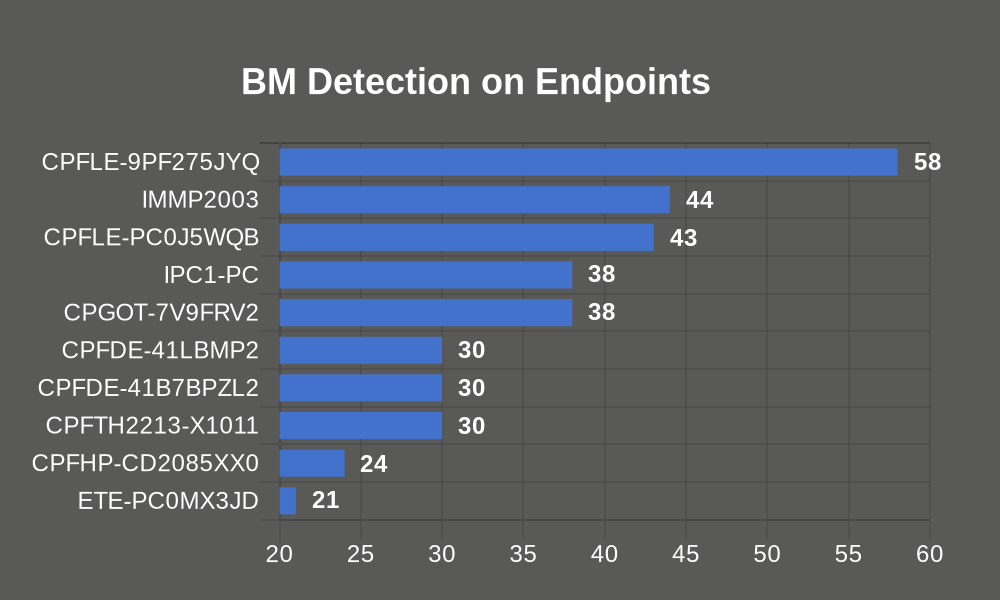 BM Detection on Endpoints
CPFLE-9PF275JYQ 58
IMMP2003 44
CPFLE-PC0J5WQB 43
IPC1-PC 38
CPGOT-7V9FRV2 38
CPFDE-41LBMP2 30
CPFDE-41B7BPZL2 30
CPFTH2213-X1011 30
CPFHP-CD2085XX0 24
ETE-PC0MX3JD 21
20 25 30 35 40 45 50 55 60